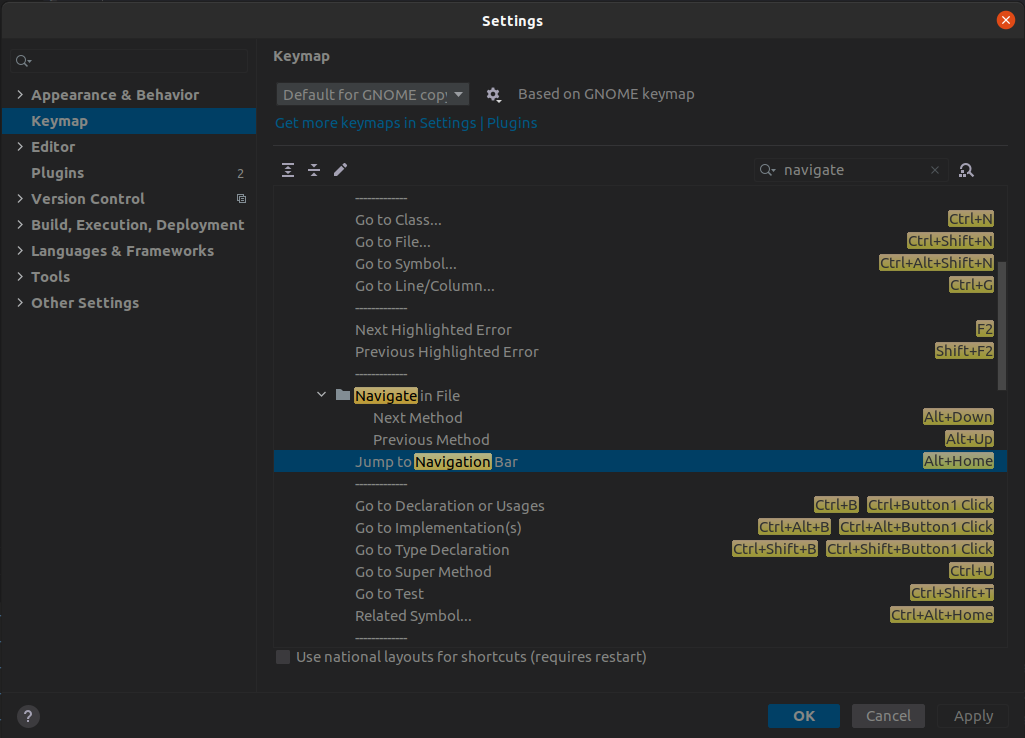 Settings
Keymap
Appearance & Behavior
Keymap
Editor
Plugins 2
Version Control
Build, Execution, Deployment
Languages & Frameworks
Tools
Other Settings
Default for GNOME copy Based on GNOME keymap
Get more keymaps in Settings | Plugins
navigate
-------------
Go to Class... Ctrl+N
Go to File... Ctrl+Shift+N
Go to Symbol... Ctrl+Alt+Shift+N
Go to Line/Column... Ctrl+G
-------------
Next Highlighted Error F2
Previous Highlighted Error Shift+F2
-------------
Navigate in File
Next Method Alt+Down
Previous Method Alt+Up
Jump to Navigation Bar Alt+Home
-------------
Go to Declaration or Usages Ctrl+B Ctrl+Button1 Click
Go to Implementation(s) Ctrl+Alt+B Ctrl+Alt+Button1 Click
Go to Type Declaration Ctrl+Shift+B Ctrl+Shift+Button1 Click
Go to Super Method Ctrl+U
Go to Test Ctrl+Shift+T
Related Symbol... Ctrl+Alt+Home
-------------
Use national layouts for shortcuts (requires restart)
? OK Cancel Apply